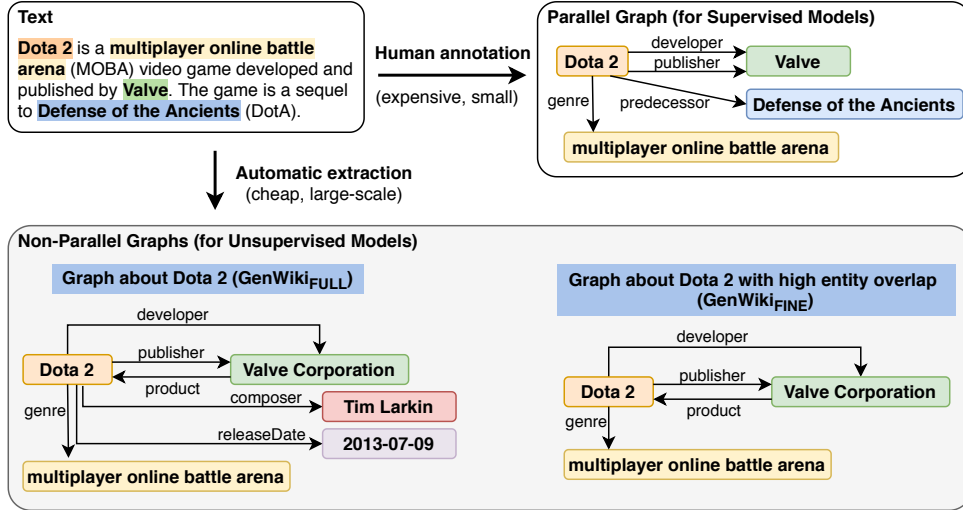 Text
Dota 2 is a multiplayer online battle
arena (MOBA) video game developed and
published by Valve. The game is a sequel
to Defense of the Ancients (DotA).
Human annotation
(expensive, small)
Parallel Graph (for Supervised Models)
developer
Dota 2
publisher
Valve
genre
predecessor
Defense of the Ancients
multiplayer online battle arena
Automatic extraction
(cheap, large-scale)
Non-Parallel Graphs (for Unsupervised Models)
Graph about Dota 2 (GenWikiFULL)
developer
publisher
Dota 2
Valve Corporation
product
genre
composer
Tim Larkin
releaseDate
2013-07-09
multiplayer online battle arena
Graph about Dota 2 with high entity overlap
(GenWikiFINE)
developer
publisher
Dota 2
Valve Corporation
product
genre
multiplayer online battle arena